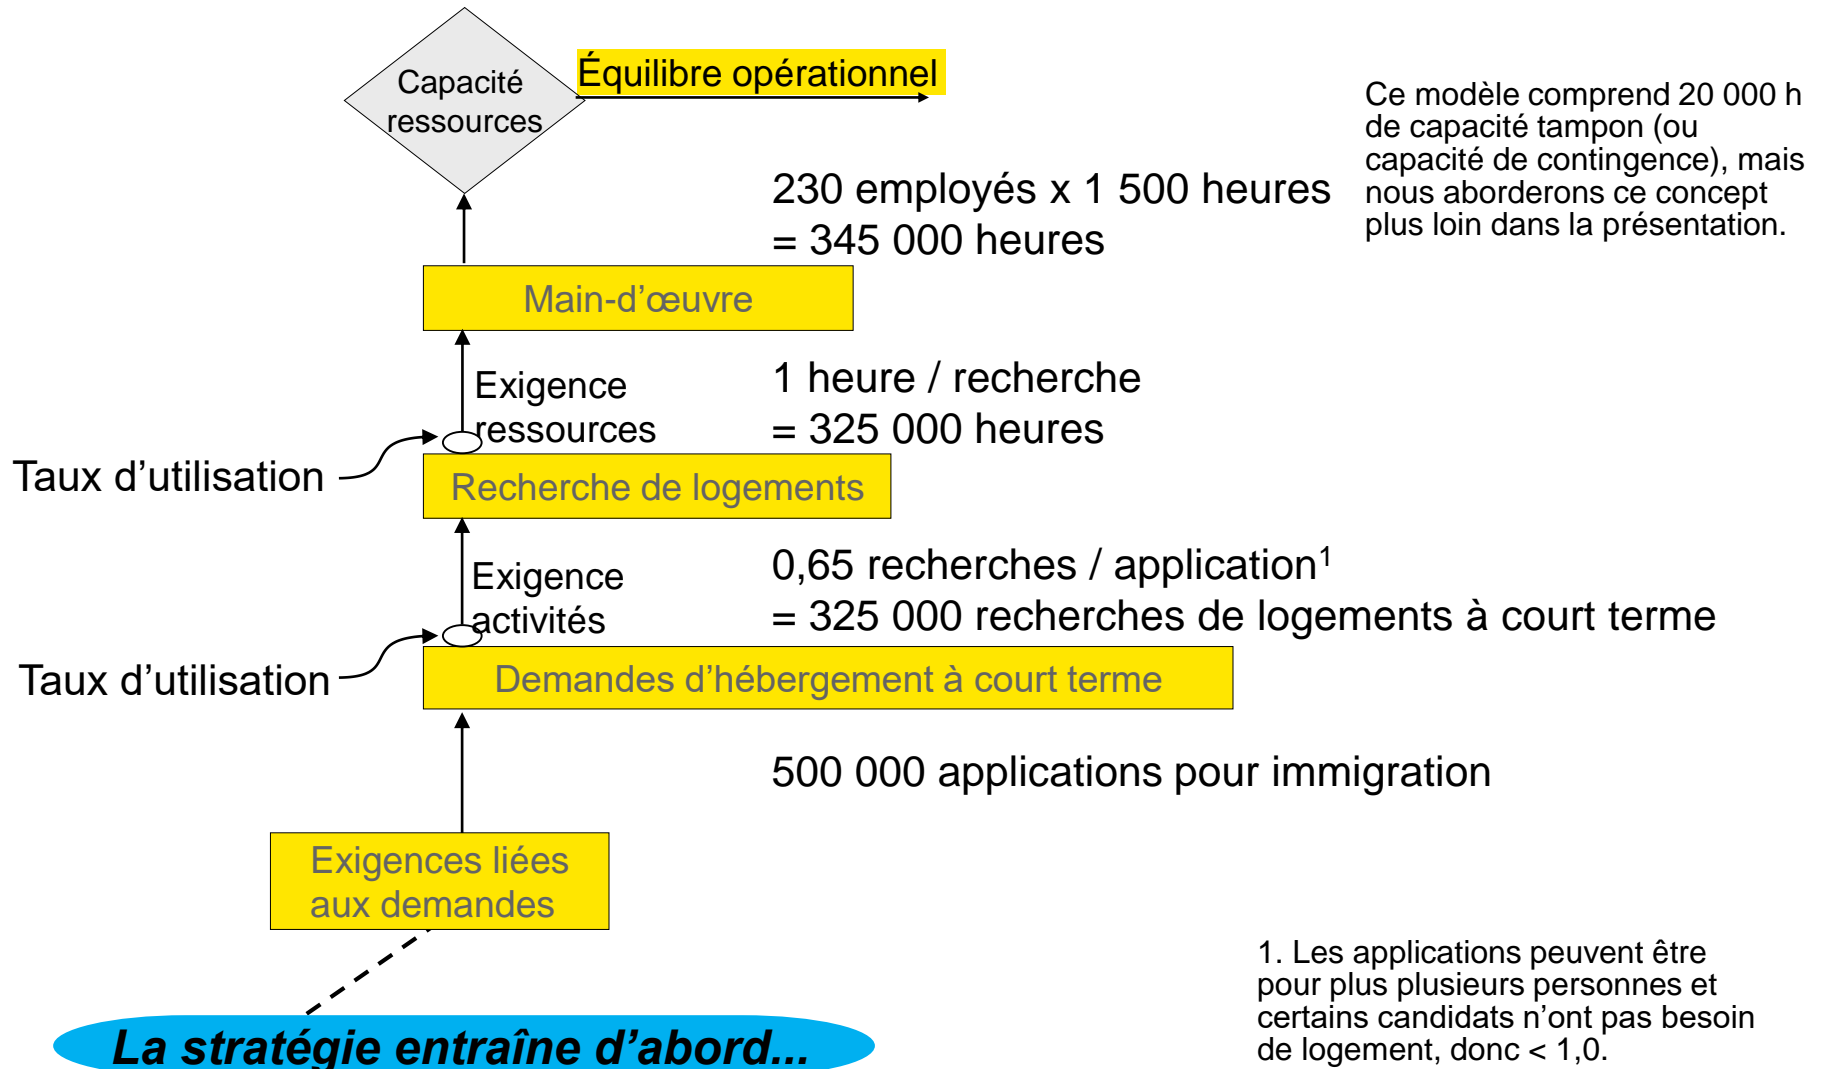 Capacité
ressources
Équilibre opérationnel
Ce modèle comprend 20 000 h
de capacité tampon (ou
capacité de contingence), mais
nous aborderons ce concept
plus loin dans la présentation.
230 employés x 1 500 heures
= 345 000 heures
Main-d’œuvre
Exigence
ressources
1 heure / recherche
= 325 000 heures
Taux d’utilisation
Recherche de logements
Exigence
activités
0,65 recherches / application¹
= 325 000 recherches de logements à court terme
Taux d’utilisation
Demandes d’hébergement à court terme
500 000 applications pour immigration
Exigences liées
aux demandes
La stratégie entraîne d’abord...
1. Les applications peuvent être
pour plus plusieurs personnes et
certains candidats n’ont pas besoin
de logement, donc < 1,0.